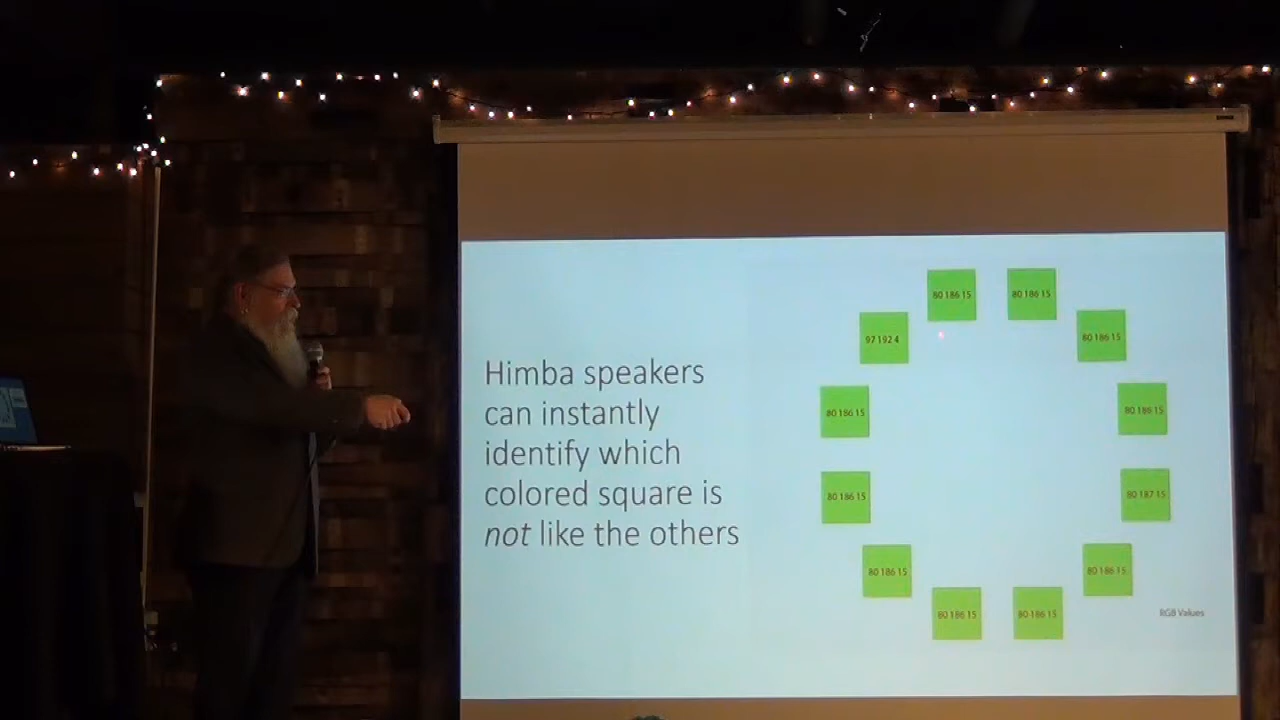 Himba speakers
can instantly
identify which
colored square is
not like the others
80 186 15
80 186 15
97 192 4
80 186 15
80 186 15
80 186 15
80 186 15
80 187 15
80 186 15
80 186 15
80 186 15
80 186 15
RGB Values